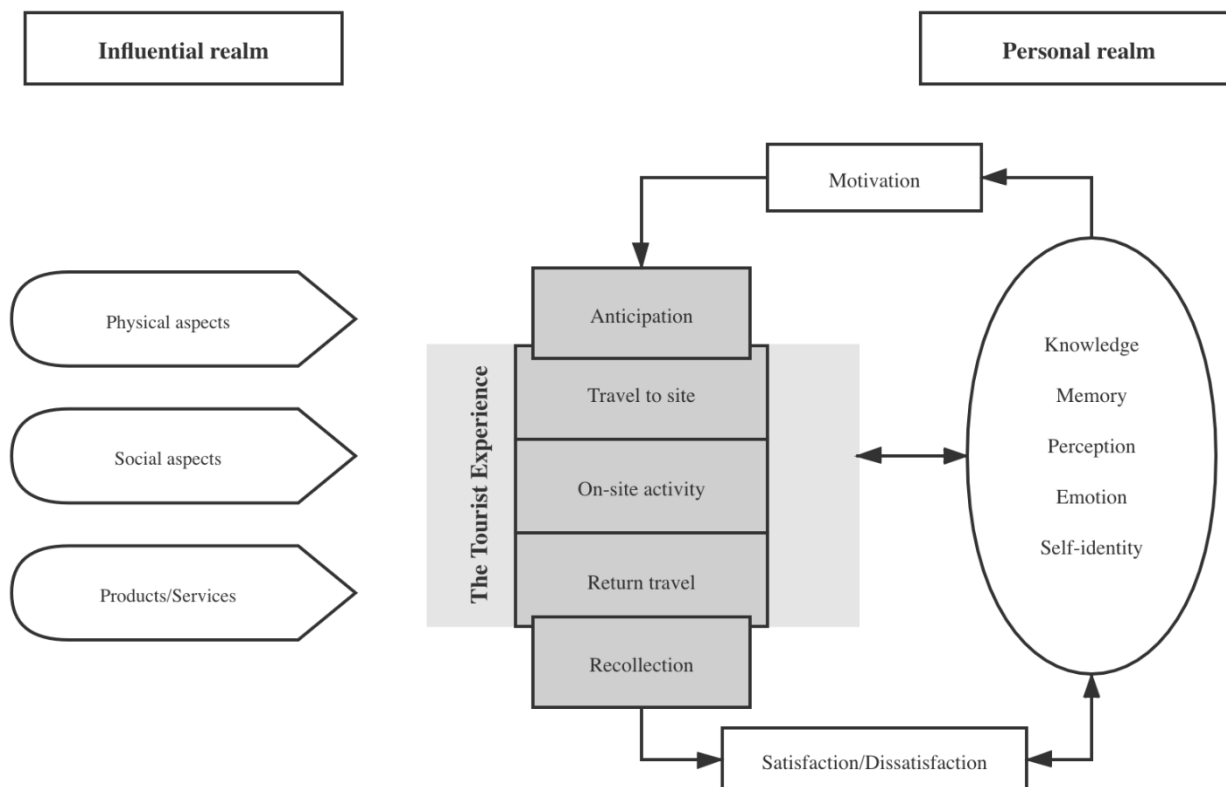 Influential realm
Personal realm
Motivation
Physical aspects
Social aspects
Products/Services
The Tourist Experience
Anticipation
Travel to site
On-site activity
Return travel
Recollection
Knowledge
Memory
Perception
Emotion
Self-identity
Satisfaction/Dissatisfaction